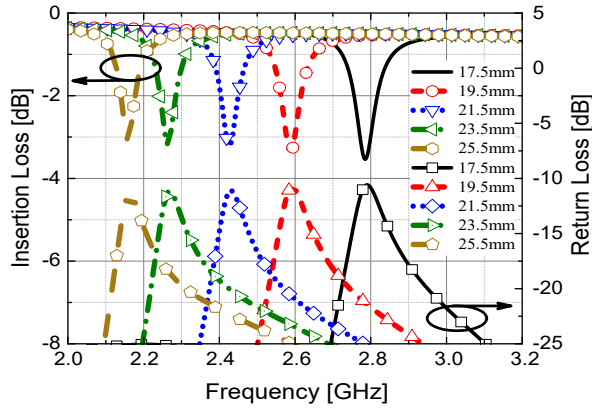 Insertion Loss [dB]
0
-2
-4
-6
-8
5
0
-5
-10
-15
-20
-25
Return Loss [dB]
17.5mm
19.5mm
21.5mm
23.5mm
25.5mm
17.5mm
19.5mm
21.5mm
23.5mm
25.5mm
2.0 2.2 2.4 2.6 2.8 3.0 3.2
Frequency [GHz]